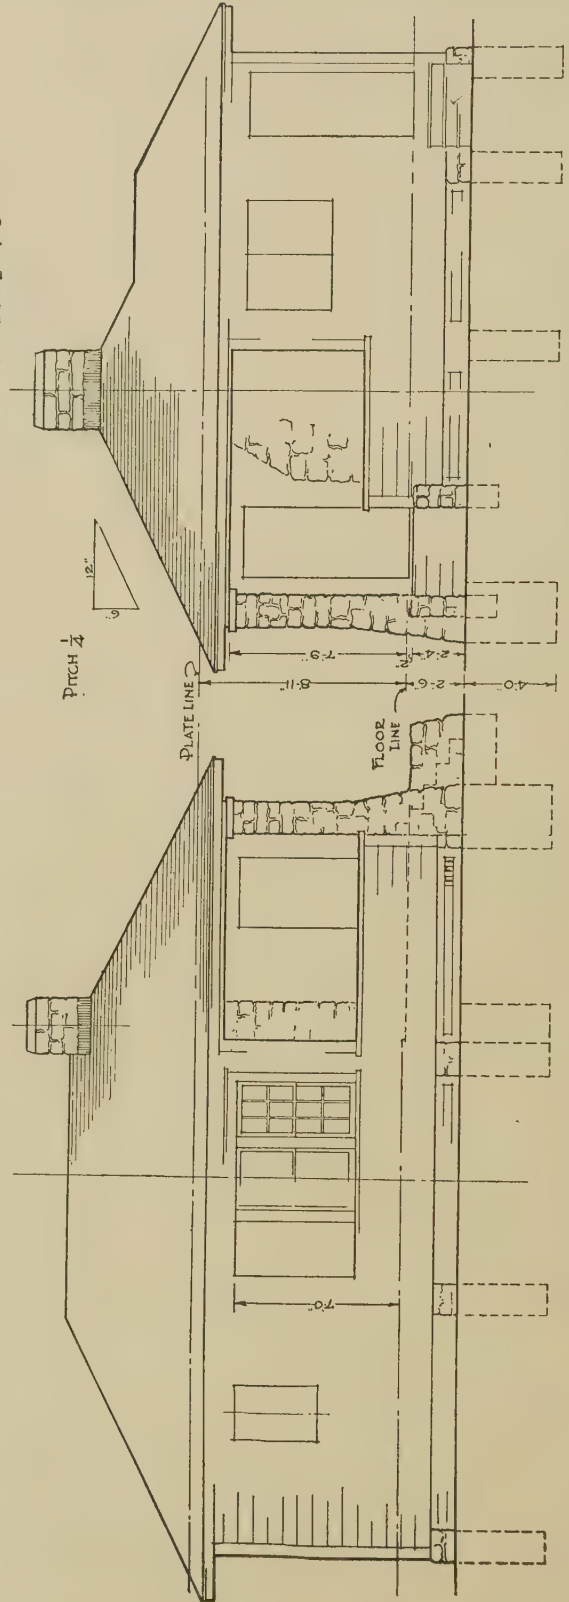 PITCH 1/4
12"
6"
PLATE LINE
8'-11"
7'-9"
2"
FLOOR
LINE
2'-6"
2'-4"
4'-0"
7'-0"